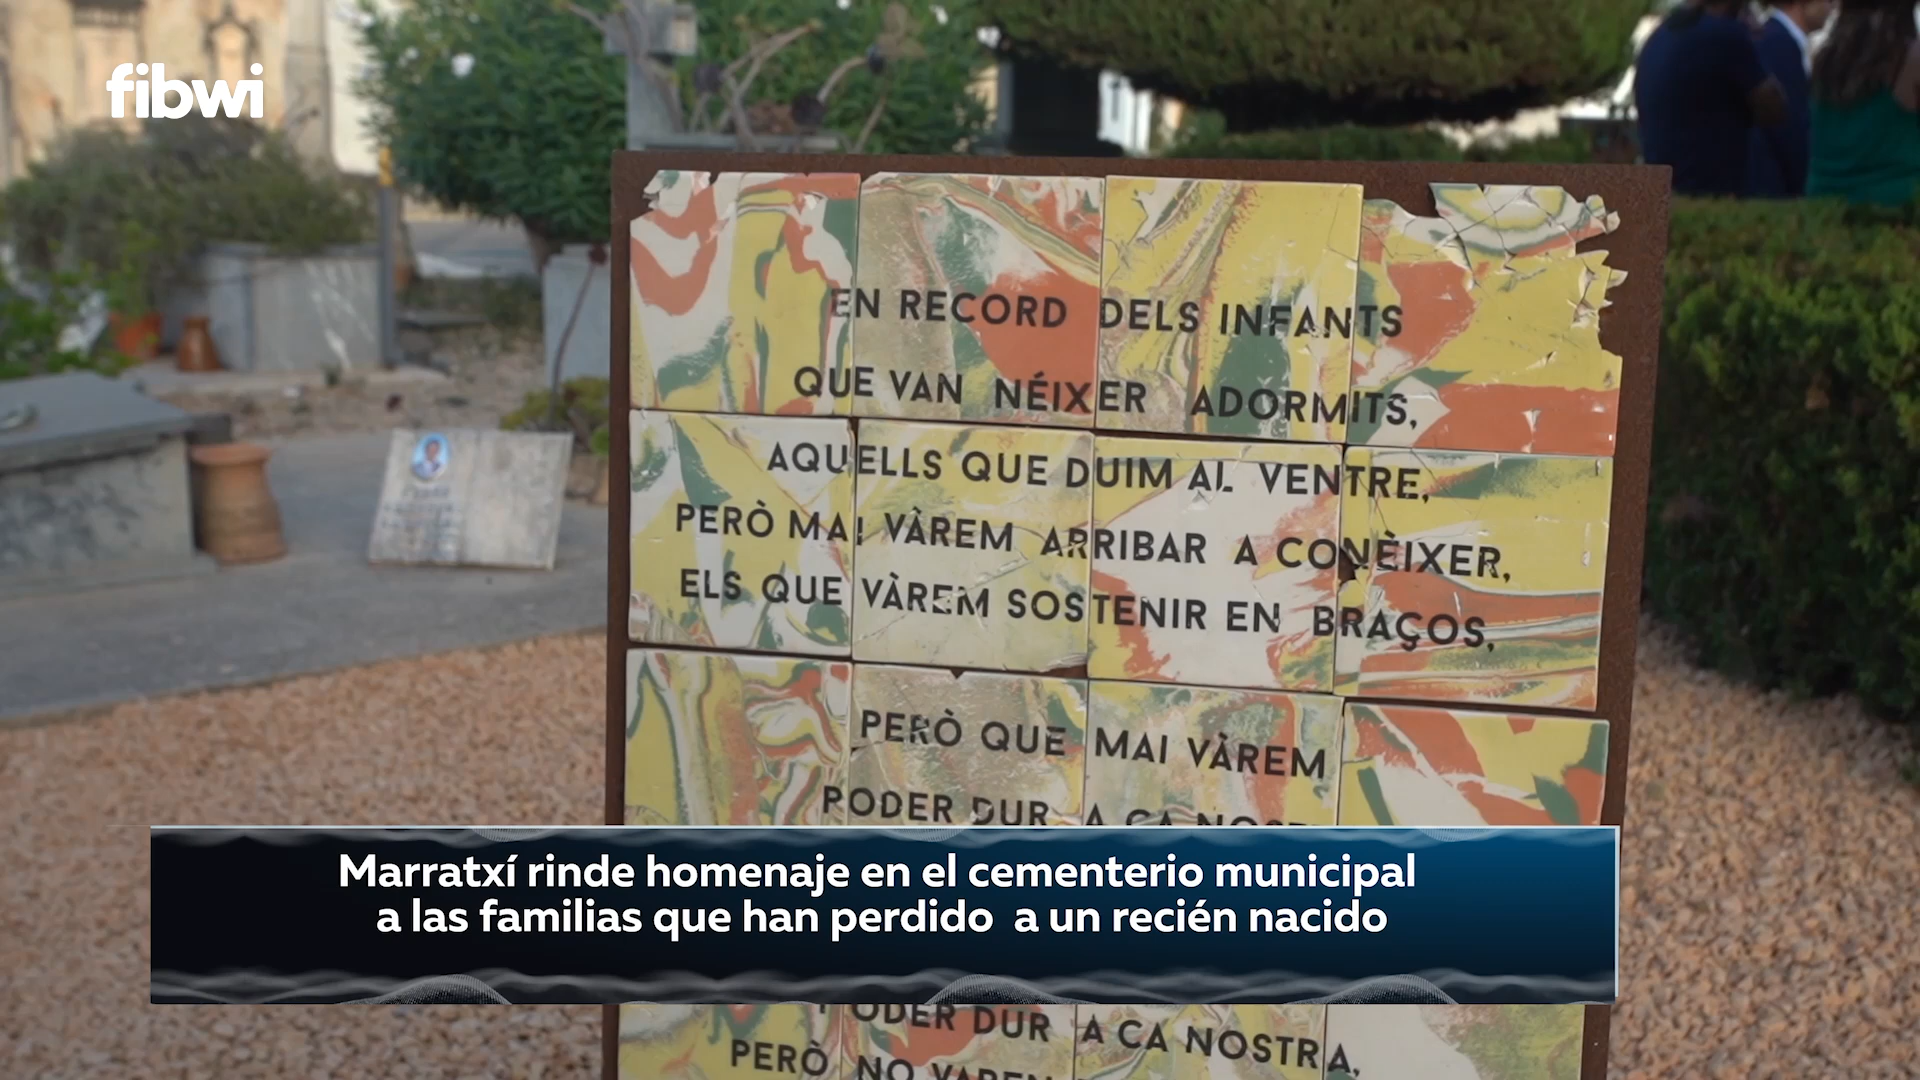 fibwi
EN RECORD DELS INFANTS
QUE VAN NÉIXER ADORMITS,
AQUELLS QUE DUIM AL VENTRE,
PERÒ MAI VÀREM ARRIBAR A CONÈIXER,
ELS QUE VÀREM SOSTENIR EN BRAÇOS,
PERÒ QUE MAI VÀREM
PODER DUR A CA
Marratxí rinde homenaje en el cementerio municipal
a las familias que han perdido a un recién nacido
PODER DUR A CA NOSTRA,
PERÒ NO